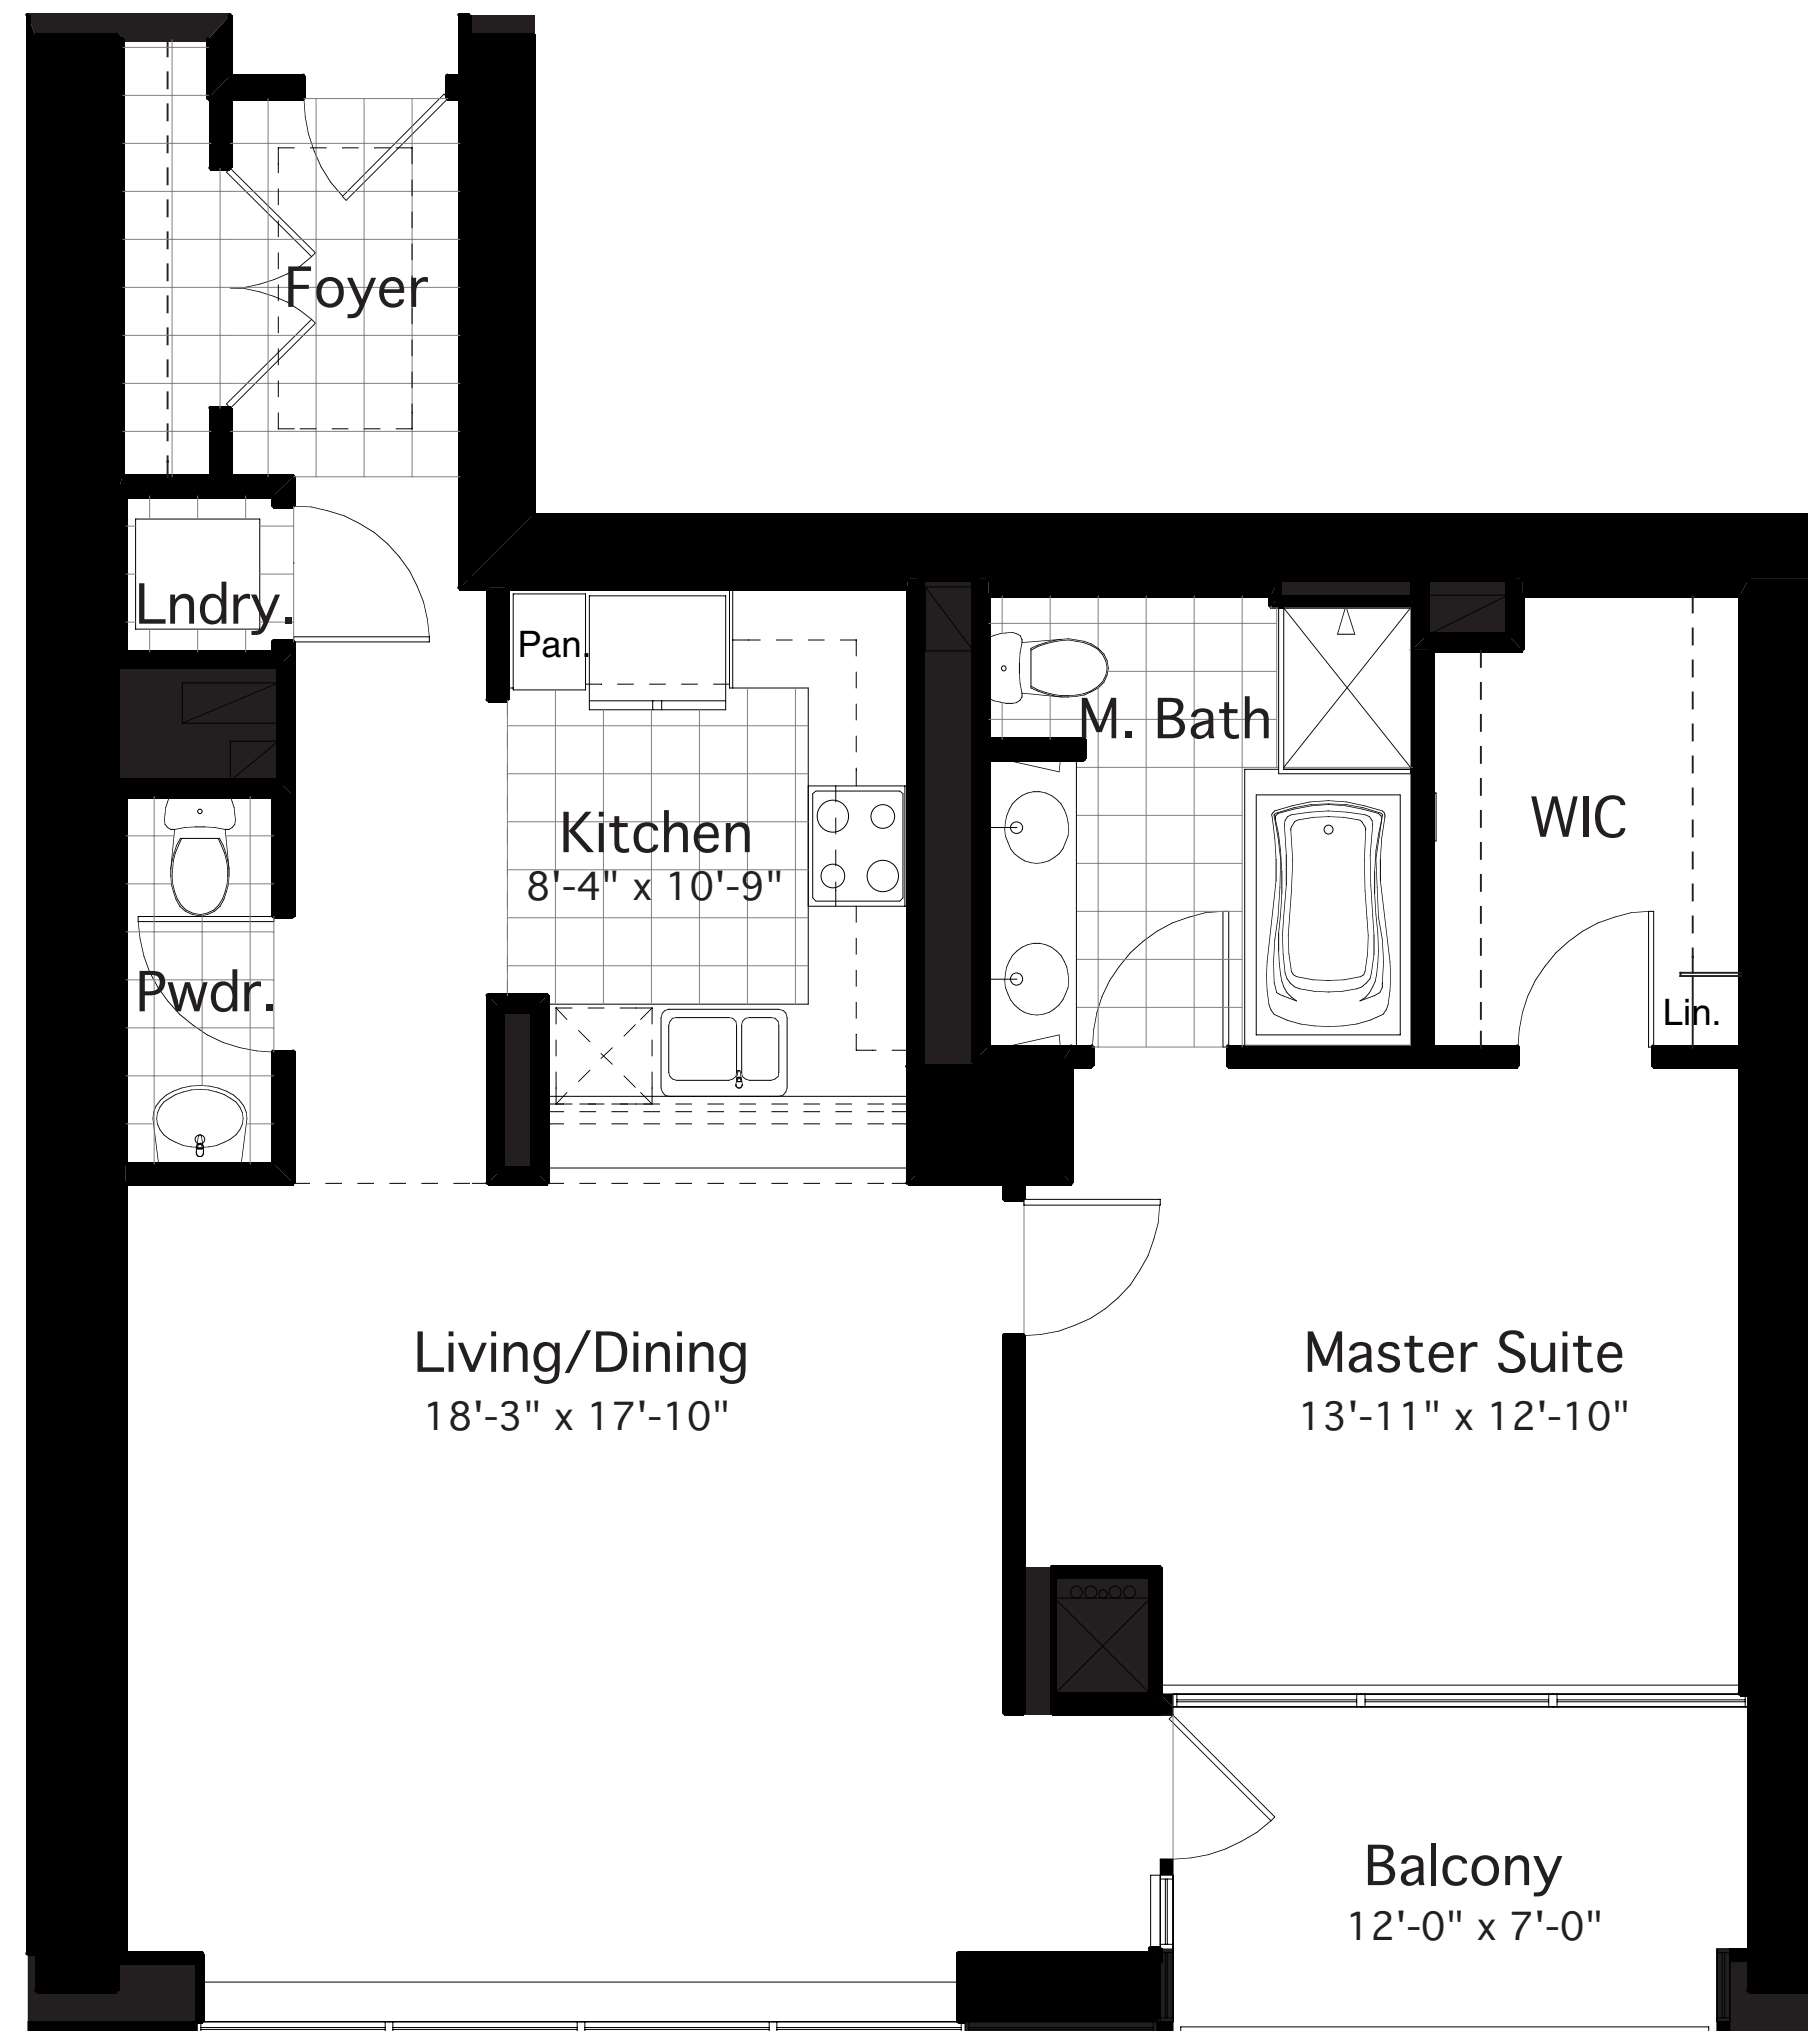 Foyer
Lndry.
Pan.
M. Bath
WIC
Kitchen
8'-4" x 10'-9"
Pwdr.
Lin.
Living/Dining
18'-3" x 17'-10"
Master Suite
13'-11" x 12'-10"
Balcony
12'-0" x 7'-0"